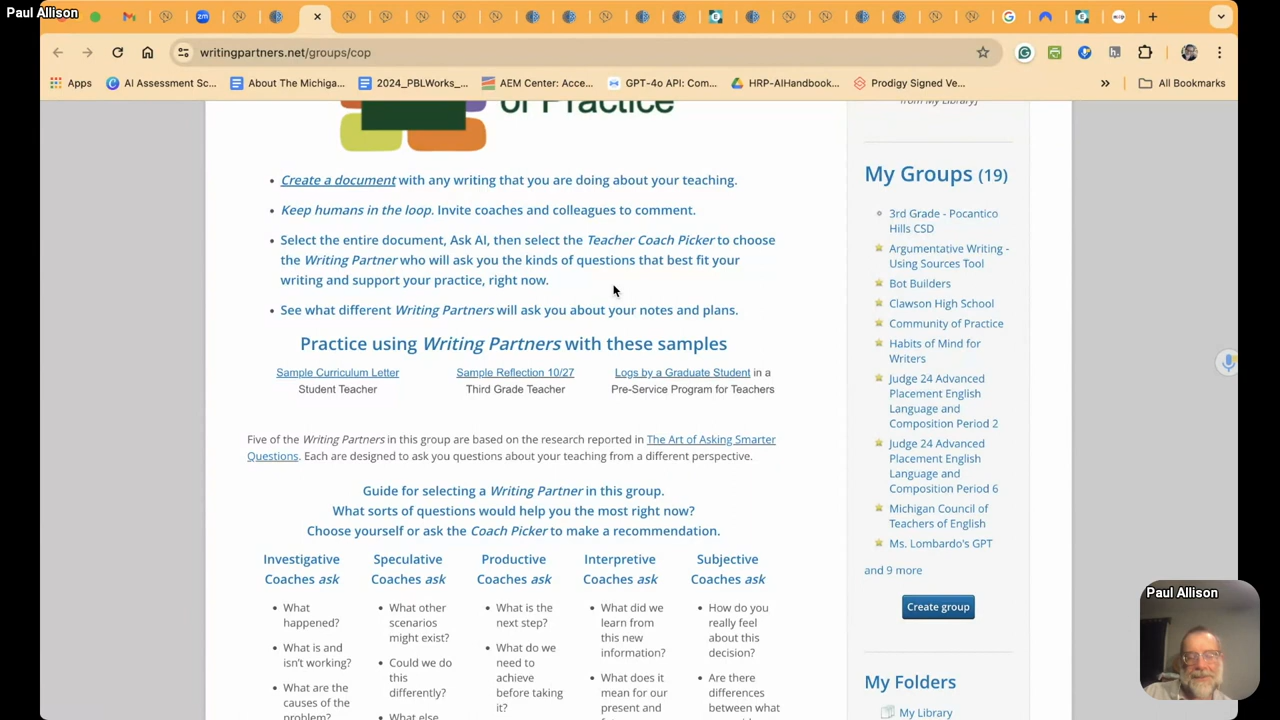 Paul Allison
writingpartners.net/groups/cop
Apps
AI Assessment Sc...
About The Michiga...
2024_PBLWorks_...
AEM Center: Acce...
GPT-4o API: Com...
HRP-AIHandbook...
Prodigy Signed Ve...
»
All Bookmarks
of Practice
• Create a document with any writing that you are doing about your teaching.
• Keep humans in the loop. Invite coaches and colleagues to comment.
• Select the entire document, Ask AI, then select the Teacher Coach Picker to choose
the Writing Partner who will ask you the kinds of questions that best fit your
writing and support your practice, right now.
• See what different Writing Partners will ask you about your notes and plans.
Practice using Writing Partners with these samples
Sample Curriculum Letter
Student Teacher
Sample Reflection 10/27
Third Grade Teacher
Logs by a Graduate Student in a
Pre-Service Program for Teachers
Five of the Writing Partners in this group are based on the research reported in The Art of Asking Smarter
Questions. Each are designed to ask you questions about your teaching from a different perspective.
Guide for selecting a Writing Partner in this group.
What sorts of questions would help you the most right now?
Choose yourself or ask the Coach Picker to make a recommendation.
Investigative
Coaches ask
• What
happened?
• What is and
isn't working?
• What are the
causes of the
problem?
Speculative
Coaches ask
• What other
scenarios
might exist?
• Could we do
this
differently?
• What else
Productive
Coaches ask
• What is the
next step?
• What do we
need to
achieve
before taking
it?
Interpretive
Coaches ask
• What did we
learn from
this new
information?
• What does it
mean for our
present and
Subjective
Coaches ask
• How do you
really feel
about this
decision?
• Are there
differences
between what
from My Library]
My Groups (19)
3rd Grade - Pocantico
Hills CSD
Argumentative Writing -
Using Sources Tool
Bot Builders
Clawson High School
Community of Practice
Habits of Mind for
Writers
Judge 24 Advanced
Placement English
Language and
Composition Period 2
Judge 24 Advanced
Placement English
Language and
Composition Period 6
Michigan Council of
Teachers of English
Ms. Lombardo's GPT
and 9 more
Create group
My Folders
My Library
Paul Allison